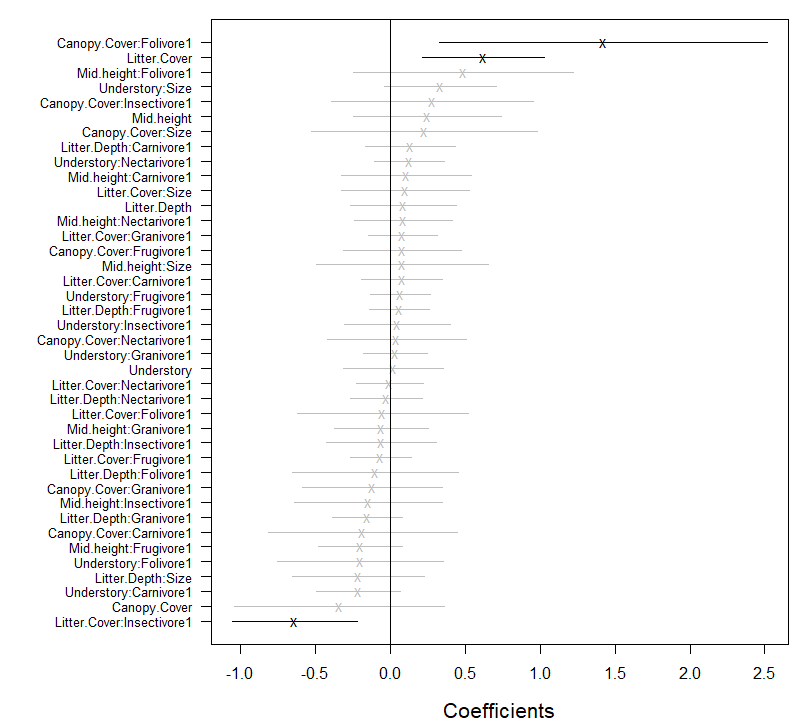 Canopy.Cover:Folivore1
Litter.Cover
Mid.height:Folivore1
Understory:Size
Canopy.Cover:Insectivore1
Mid.height
Canopy.Cover:Size
Litter.Depth:Carnivore1
Understory:Nectarivore1
Mid.height:Carnivore1
Litter.Cover:Size
Litter.Depth
Mid.height:Nectarivore1
Litter.Cover:Granivore1
Canopy.Cover:Frugivore1
Mid.height:Size
Litter.Cover:Carnivore1
Understory:Frugivore1
Litter.Depth:Frugivore1
Understory:Insectivore1
Canopy.Cover:Nectarivore1
Understory:Granivore1
Understory
Litter.Cover:Nectarivore1
Litter.Depth:Nectarivore1
Litter.Cover:Folivore1
Mid.height:Granivore1
Litter.Depth:Insectivore1
Litter.Cover:Frugivore1
Litter.Depth:Folivore1
Canopy.Cover:Granivore1
Mid.height:Insectivore1
Litter.Depth:Granivore1
Canopy.Cover:Carnivore1
Mid.height:Frugivore1
Understory:Folivore1
Litter.Depth:Size
Understory:Carnivore1
Canopy.Cover
Litter.Cover:Insectivore1
-1.0 -0.5 0.0 0.5 1.0 1.5 2.0 2.5
Coefficients